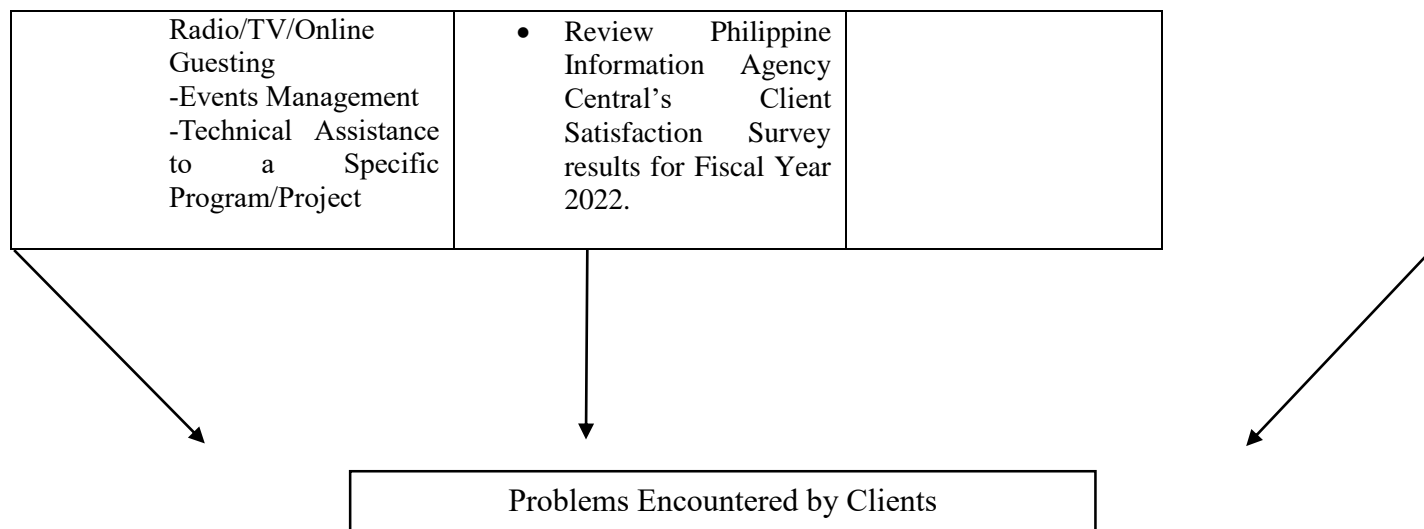 Radio/TV/Online
Guesting
-Events Management
-Technical Assistance
to a Specific
Program/Project
• Review Philippine
Information Agency
Central’s Client
Satisfaction Survey
results for Fiscal Year
2022.
Problems Encountered by Clients